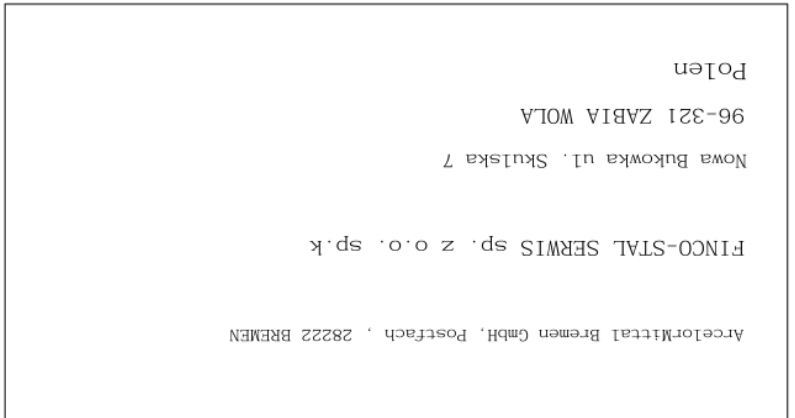 ArcelorMittal Bremen GmbH, Postfach , 28222 BREMEN
FINCO-STAL SERWIS sp. z o.o. sp.k
Nowa Bukowka ul. Skulska 7
96-321 ZABIA WOLA
Polen